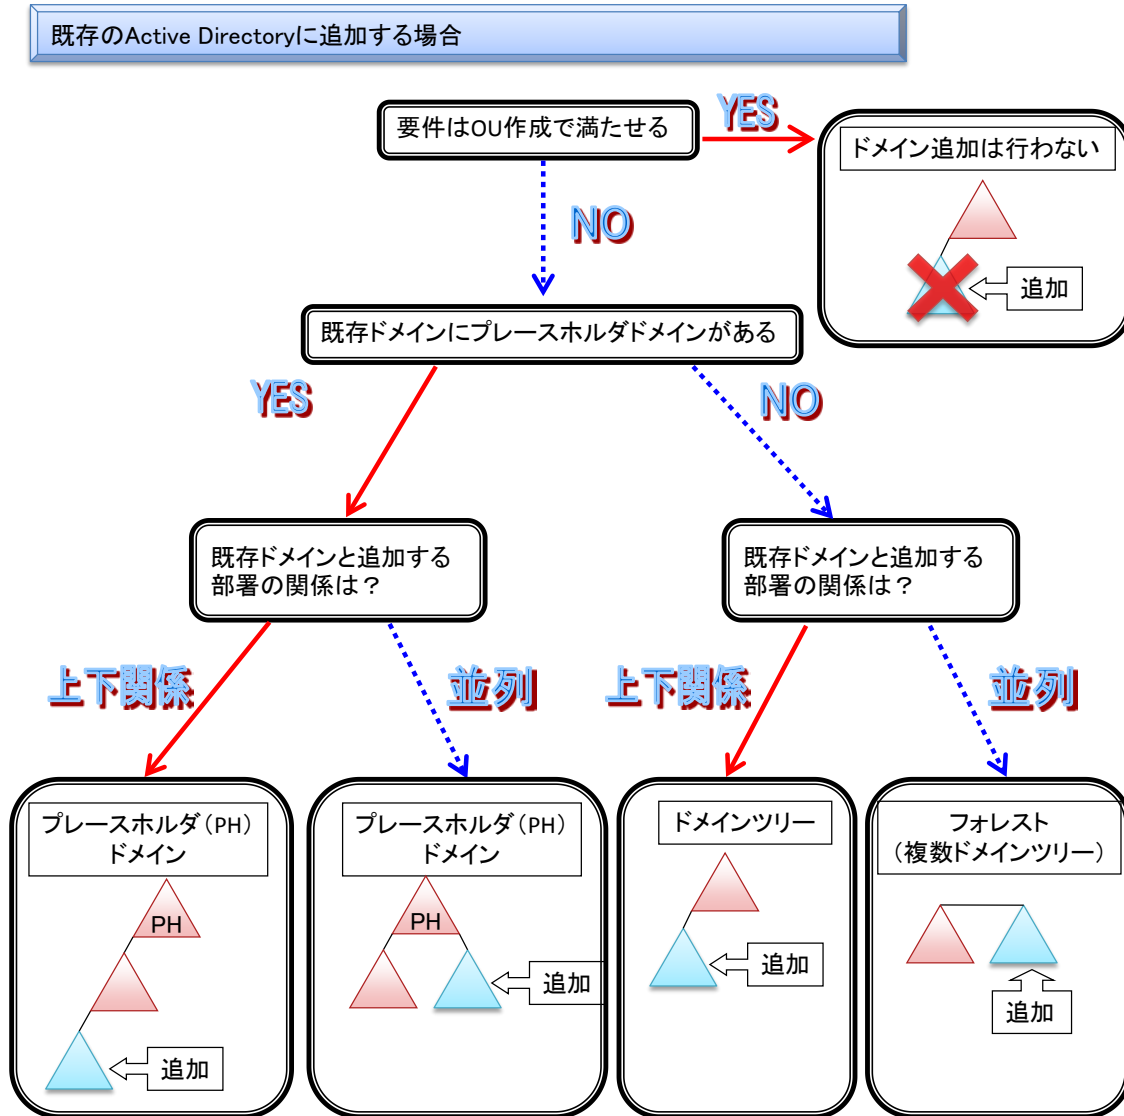 既存のActive Directoryに追加する場合
要件はOU作成で満たせる
YES
ドメイン追加は行わない
追加
NO
既存ドメインにプレースホルダドメインがある
YES
NO
既存ドメインと追加する
部署の関係は？
既存ドメインと追加する
部署の関係は？
上下関係
並列
上下関係
並列
プレースホルダ（PH）
ドメイン
PH
追加
プレースホルダ（PH）
ドメイン
PH
追加
ドメインツリー
追加
フォレスト
（複数ドメインツリー）
追加